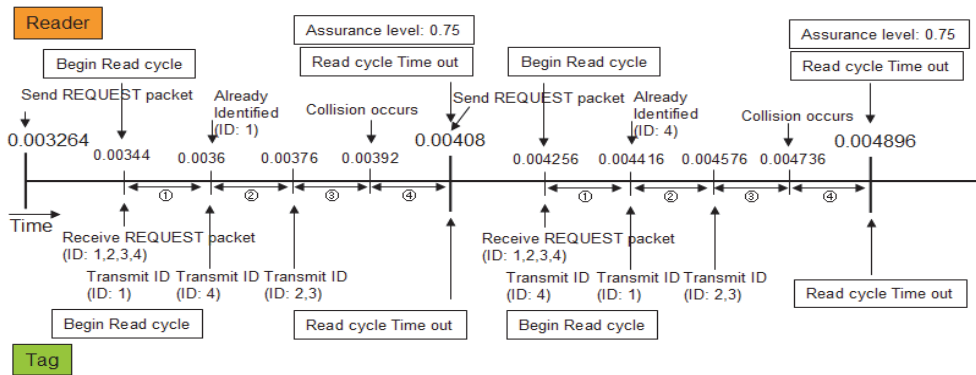 Reader
Assurance level: 0.75
Assurance level: 0.75
Begin Read cycle
Read cycle Time out
Begin Read cycle
Read cycle Time out
Send REQUEST packet
Already
Identified
(ID: 1)
Collision occurs
Send REQUEST packet
Already
Identified
(ID: 4)
Collision occurs
0.003264
0.00344
0.0036
0.00376
0.00392
0.00408
0.004256
0.004416
0.004576
0.004736
0.004896
① ② ③ ④ ① ② ③ ④
Time
Receive REQUEST packet
(ID: 1,2,3,4)
Receive REQUEST packet
(ID: 1,2,3,4)
Transmit ID
(ID: 1)
Transmit ID
(ID: 4)
Transmit ID
(ID: 2,3)
Transmit ID
(ID: 4)
Transmit ID
(ID: 1)
Transmit ID
(ID: 2,3)
Begin Read cycle
Read cycle Time out
Begin Read cycle
Read cycle Time out
Tag